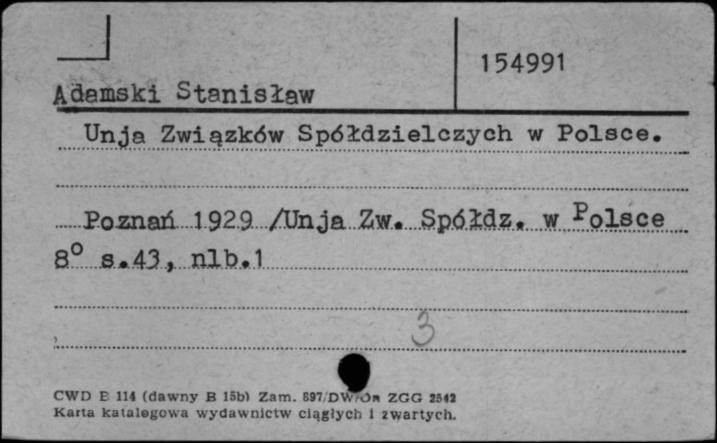 154991
Adamski Stanisław
Unja Związków Spółdzielczych w Polsce.
Poznań 1929 /Unja Zw. Spółdz. w Polsce
8° s.43, nlb.1
3
CWD E 114 (dawny B 15b) Zam. 897/DW/Dn ZGG 2542
Karta katalogowa wydawnictw ciągłych i zwartych.